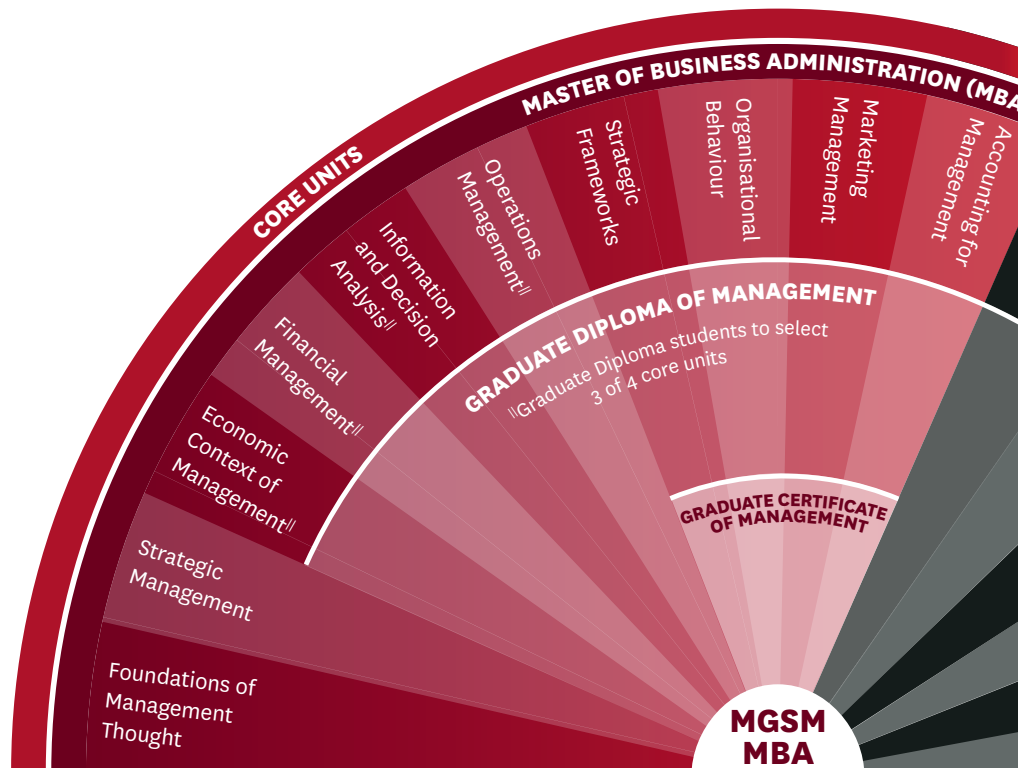 CORE UNITS
MASTER OF BUSINESS ADMINISTRATION (MBA
Foundations of
Management
Thought
Strategic
Management
Economic
Context of
Management||
Financial
Management||
Information
and Decision
Analysis||
Operations
Management||
Strategic
Frameworks
Organisational
Behaviour
Marketing
Management
Accounting for
Management
GRADUATE DIPLOMA OF MANAGEMENT
||Graduate Diploma students to select
3 of 4 core units
GRADUATE CERTIFICATE
OF MANAGEMENT
MGSM
MBA